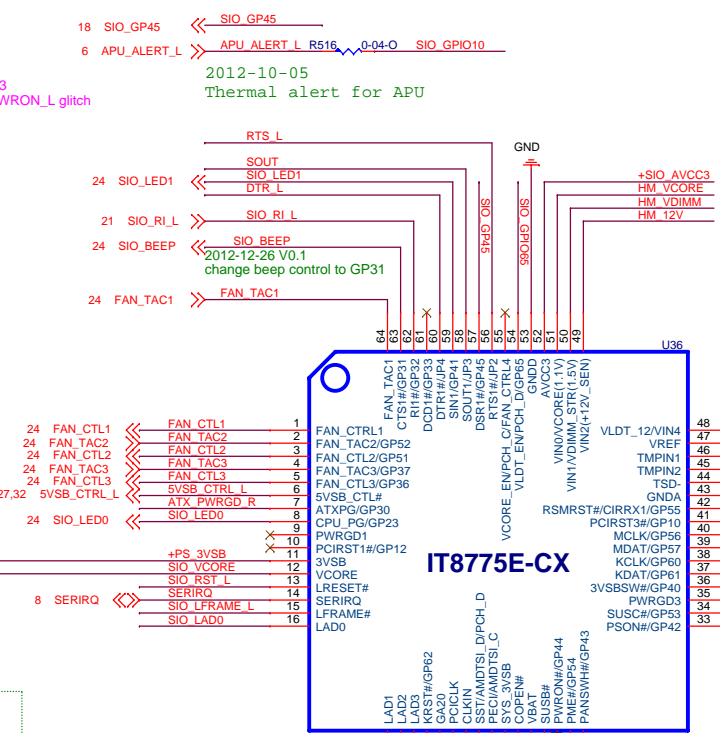 18 SIO_GP45 SIO_GP45
6 APU_ALERT_L APU_ALERT_L R516 0-04-O SIO_GPIO10
2012-10-05
Thermal alert for APU
3
WRON_L glitch
RTS_L
GND
SOUT
24 SIO_LED1 SIO_LED1
DTR_L
+SIO_AVCC3
HM_VCORE
HM_VDIMM
HM_12V
21 SIO_RI_L SIO_RI_L
SIO_GP45
SIO_GPIO65
24 SIO_BEEP SIO_BEEP
2012-12-26 V0.1
change beep control to GP31
24 FAN_TAC1 FAN_TAC1
64 63 62 61 60 59 58 57 56 55 54 53 52 51 50 49
U36
FAN_TAC1
CTS1#/GP31
RI1#/GP32
DCD1#/GP33
DTR1#/JP4
SIN1/GP41
SOUT1/JP3
DSR1#/GP45
RTS1#/JP2
VCORE_EN/PCH_C/FAN_CTRL4
VLDT_EN/PCH_D/GP65
GNDD
AVCC3
VIN0/VCORE(1.1V)
VIN1/VDIMM_STR(1.5V)
VIN2(+12V_SEN)
24 FAN_CTL1 FAN_CTL1 1 FAN_CTRL1
24 FAN_TAC2 FAN_TAC2 2 FAN_TAC2/GP52
24 FAN_CTL2 FAN_CTL2 3 FAN_CTL2/GP51
24 FAN_TAC3 FAN_TAC3 4 FAN_TAC3/GP37
24 FAN_CTL3 FAN_CTL3 5 FAN_CTL3/GP36
27,32 5VSB_CTRL_L 5VSB_CTRL_L 6 5VSB_CTL#
ATX_PWRGD_R 7 ATXPG/GP30
24 SIO_LED0 SIO_LED0 8 CPU_PG/GP23
9 PWRGD1
10 PCIRST1#/GP12
+PS_3VSB 11 3VSB
SIO_VCORE 12 VCORE
SIO_RST_L 13 LRESET#
8 SERIRQ SERIRQ 14 SERIRQ
SIO_LFRAME_L 15 LFRAME#
SIO_LAD0 16 LAD0
IT8775E-CX
VLDT_12/VIN4 48
VREF 47
TMPIN1 46
TMPIN2 45
TSD- 44
GNDA 43
RSMRST#/CIRRX1/GP55 42
PCIRST3#/GP10 41
MCLK/GP56 40
MDAT/GP57 39
KCLK/GP60 38
KDAT/GP61 37
3VSBSW#/GP40 36
PWRGD3 35
SUSC#/GP53 34
PSON#/GP42 33
LAD1
LAD2
LAD3
KRST#/GP62
GA20
PCICLK
CLKIN
SST/AMDTSI_D/PCH_D
PECI/AMDTSI_C
SYS_3VSB
COPEN#
VBAT
SUSB#
PWRON#/GP44
PME#/GP54
PANSWH#/GP43